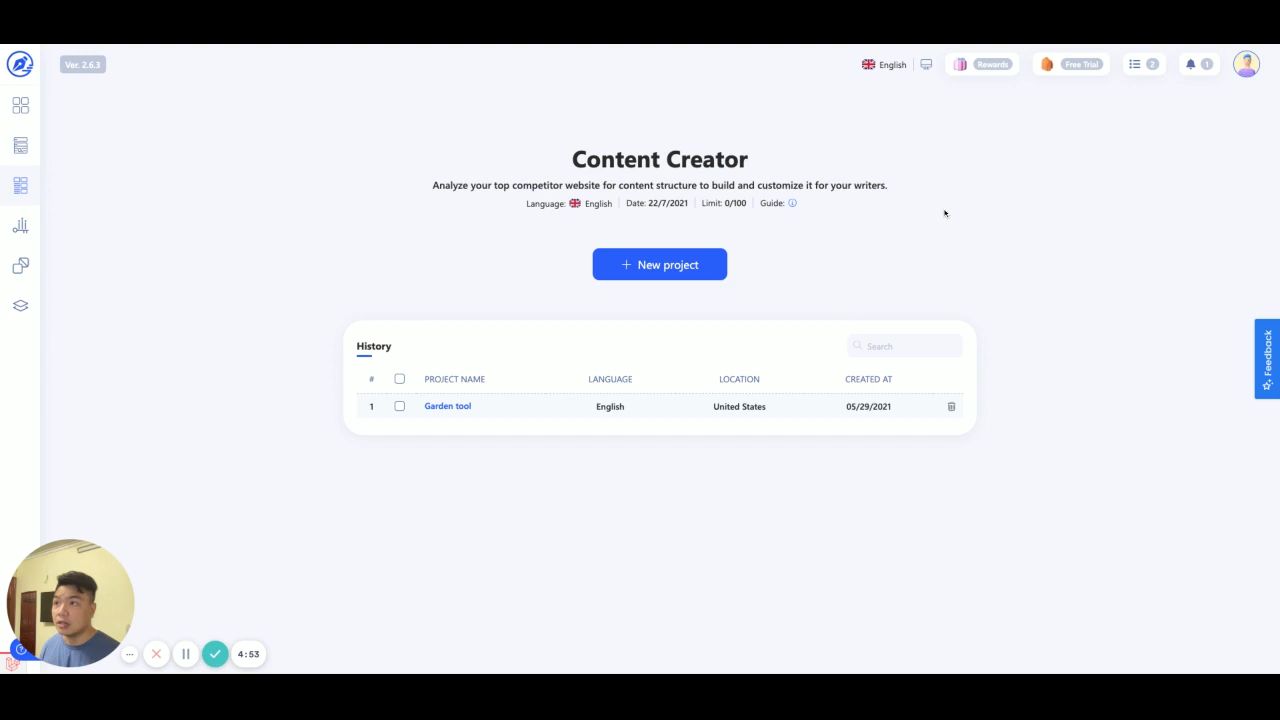 Ver. 2.6.3
English
Rewards
Free Trial
2
1
Content Creator
Analyze your top competitor website for content structure to build and customize it for your writers.
Language: English Date: 22/7/2021 Limit: 0/100 Guide:
+ New project
Feedback
History
Search
# PROJECT NAME LANGUAGE LOCATION CREATED AT
1 Garden tool English United States 05/29/2021
4:53